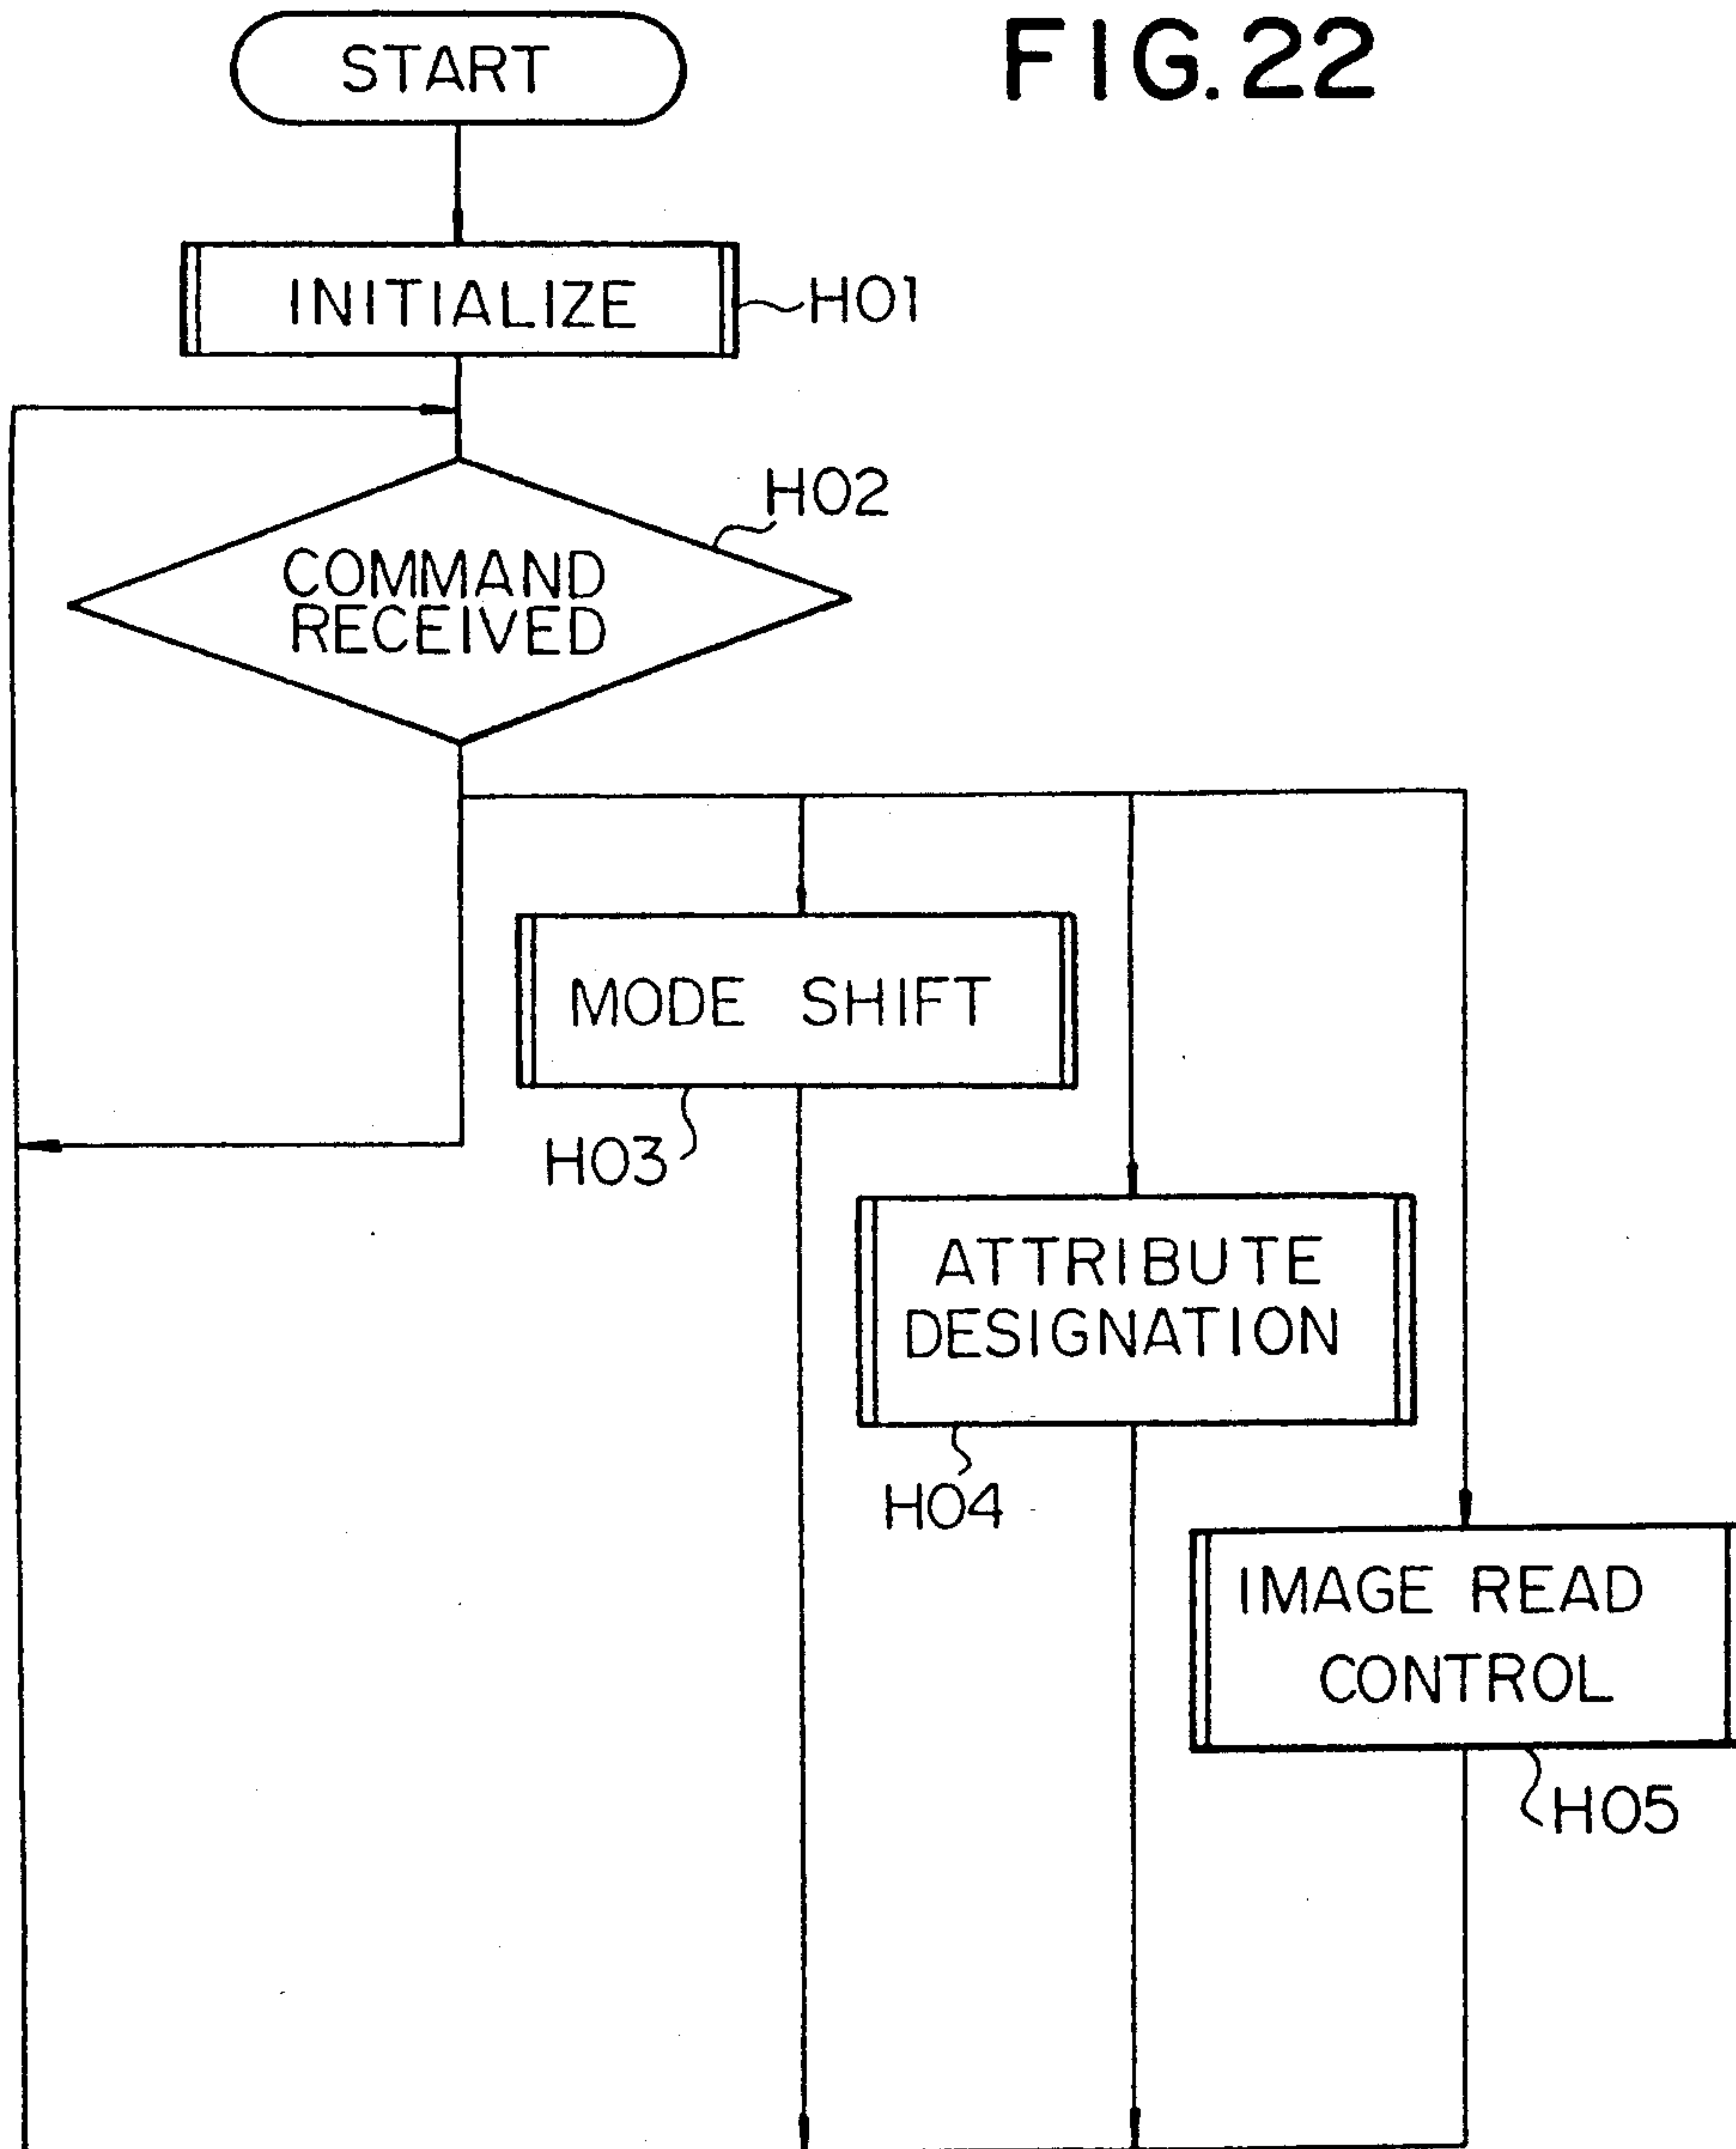 FIG.22
START
INITIALIZE
H01
H02
COMMAND
RECEIVED
MODE SHIFT
H03
ATTRIBUTE
DESIGNATION
H04
IMAGE READ
CONTROL
H05